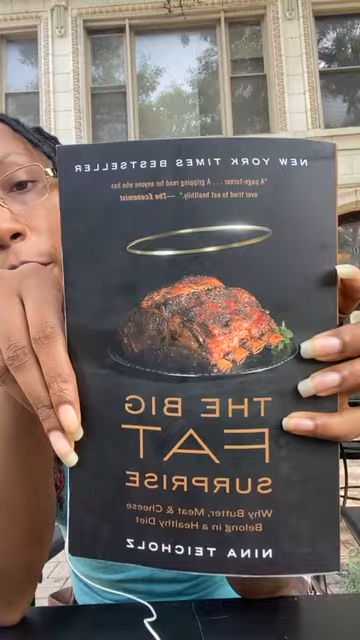 NEW YORK TIMES BESTSELLER
"A page-turner . . . A gripping read for anyone who has
ever tried to eat healthily." —The Economist
THE BIG
FAT
SURPRISE
Why Butter, Meat & Cheese
Belong in a Healthy Diet
NINA TEICHOLZ